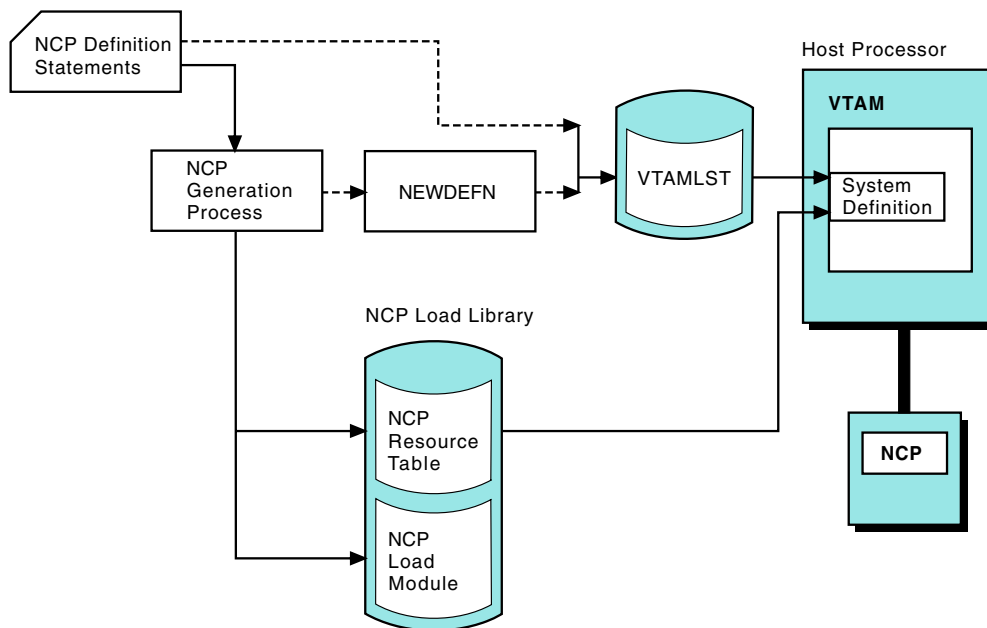 NCP Definition
Statements
Host Processor
VTAM
NCP
Generation
Process
NEWDEFN
VTAMLST
System
Definition
NCP Load Library
NCP
Resource
Table
NCP
NCP
Load
Module